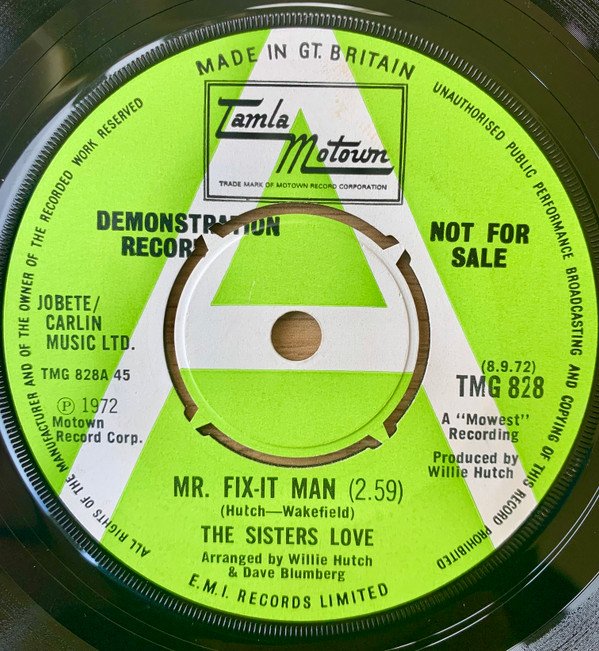 MADE IN GT. BRITAIN
Tamla
Motown
TRADE MARK OF MOTOWN RECORD CORPORATION
DEMONSTRATION
RECORD
NOT FOR
SALE
JOBETE/
CARLIN
MUSIC LTD.
TMG 828A 45
Ⓟ 1972
Motown
Record Corp.
(8.9.72)
TMG 828
A "Mowest"
Recording
Produced by
Willie Hutch
MR. FIX-IT MAN (2.59)
(Hutch—Wakefield)
THE SISTERS LOVE
Arranged by Willie Hutch
& Dave Blumberg
E.M.I. RECORDS LIMITED
ALL RIGHTS OF THE MANUFACTURER AND OF THE OWNER OF THE RECORDED WORK RESERVED
UNAUTHORISED PUBLIC PERFORMANCE BROADCASTING AND COPYING OF THIS RECORD PROHIBITED